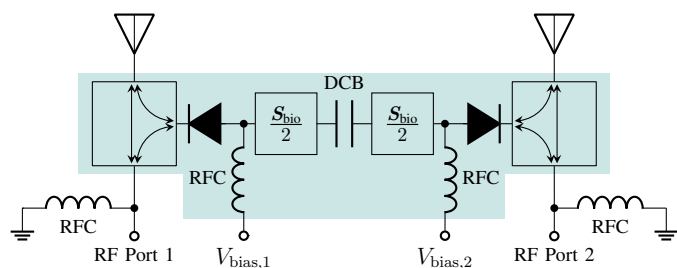 DCB
S_bio/2
S_bio/2
RFC
RFC
RFC
RFC
RF Port 1
V_bias,1
V_bias,2
RF Port 2